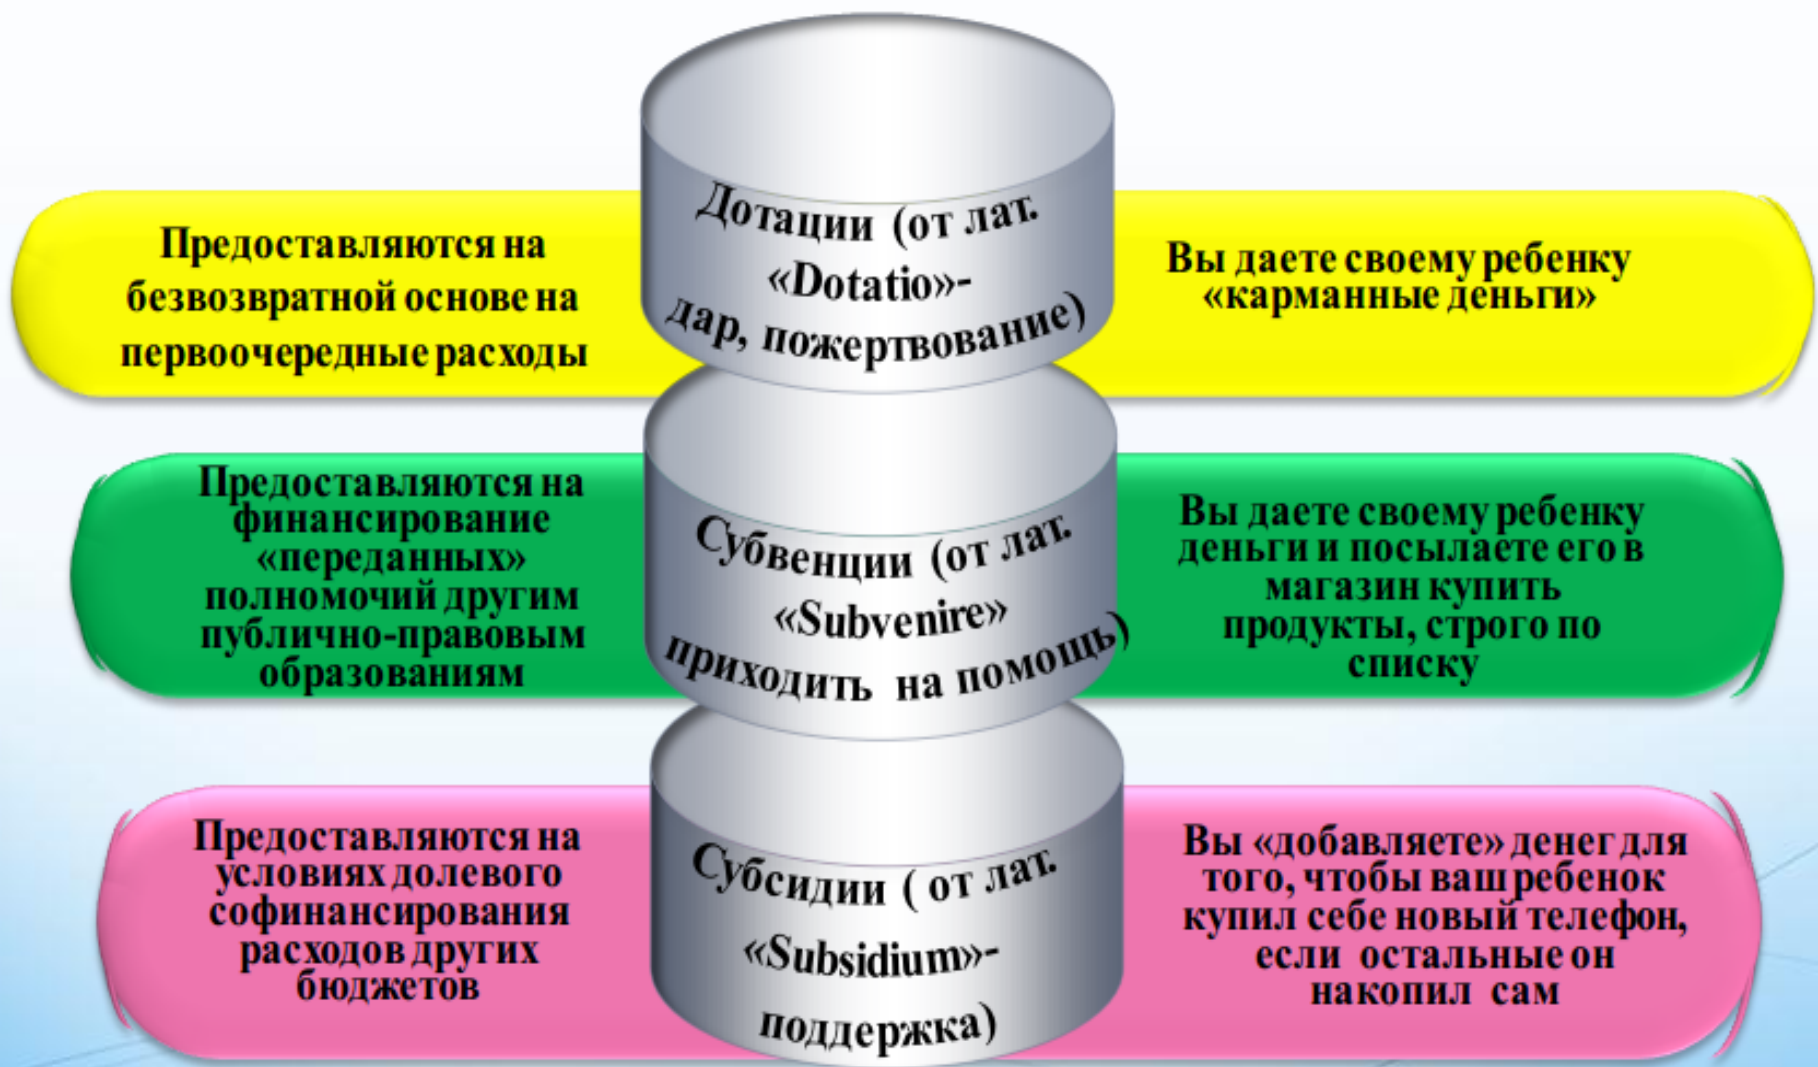 Предоставляются на
безвозвратной основе на
первоочередные расходы
Дотации (от лат.
«Dotatio»-
дар, пожертвование)
Вы даете своему ребенку
«карманные деньги»
Предоставляются на
финансирование
«переданных»
полномочий другим
публично-правовым
образованиям
Субвенции (от лат.
«Subvenire»
приходить на помощь)
Вы даете своему ребенку
деньги и посылаете его в
магазин купить
продукты, строго по
списку
Предоставляются на
условиях долевого
софинансирования
расходов других
бюджетов
Субсидии ( от лат.
«Subsidium»-
поддержка)
Вы «добавляете» денег для
того, чтобы ваш ребенок
купил себе новый телефон,
если остальные он
накопил сам